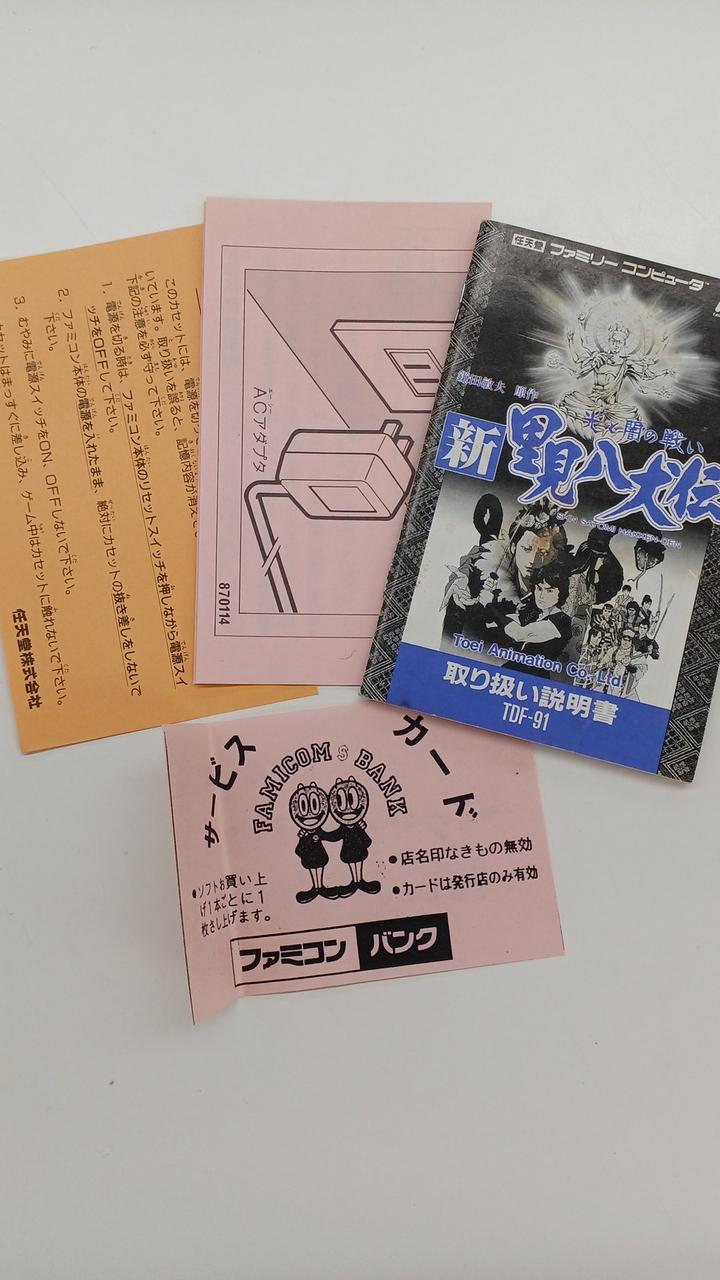 このカセットには、電源を切っ
ています。取り扱いを誤ると、記憶内容が消えて
下記の注意を必ず守って下さい。
1. 電源を切る時は、ファミコン本体のリセットスイッチを押しながら電源スイ
ッチをOFFして下さい。
2. ファミコン本体の電源を入れたまま、絶対にカセットの抜き差しをしないで
下さい。
3. むやみに電源スイッチをON、OFFしないで下さい。
カセットはまっすぐに差し込み、ゲーム中はカセットに触れないで下さい。
任天堂株式会社
エーシー
ACアダプタ
870114
任天堂 ファミリー コンピュータ™
鎌田敏夫 原作
光と闇の戦い
新 里見八犬伝
SHIN SATOMI HAKKEN-DEN
Toei Animation Co., Ltd.
取り扱い説明書
TDF-91
サービス カード
FAMICOM'S BANK
●店名印なきもの無効
●カードは発行店のみ有効
●ソフトお買い上
げ1本ごとに1
枚さし上げます。
ファミコン バンク